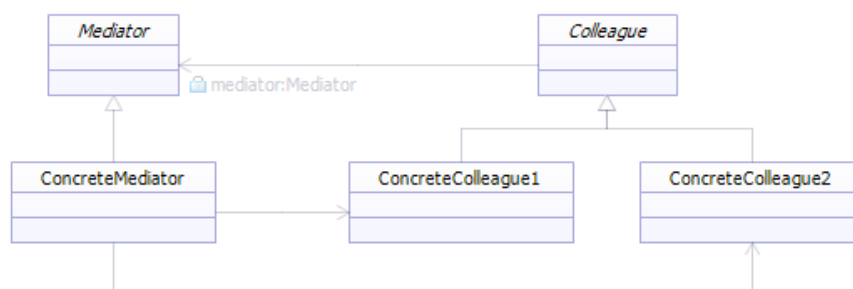 Mediator
Colleague
mediator:Mediator
ConcreteMediator
ConcreteColleague1
ConcreteColleague2